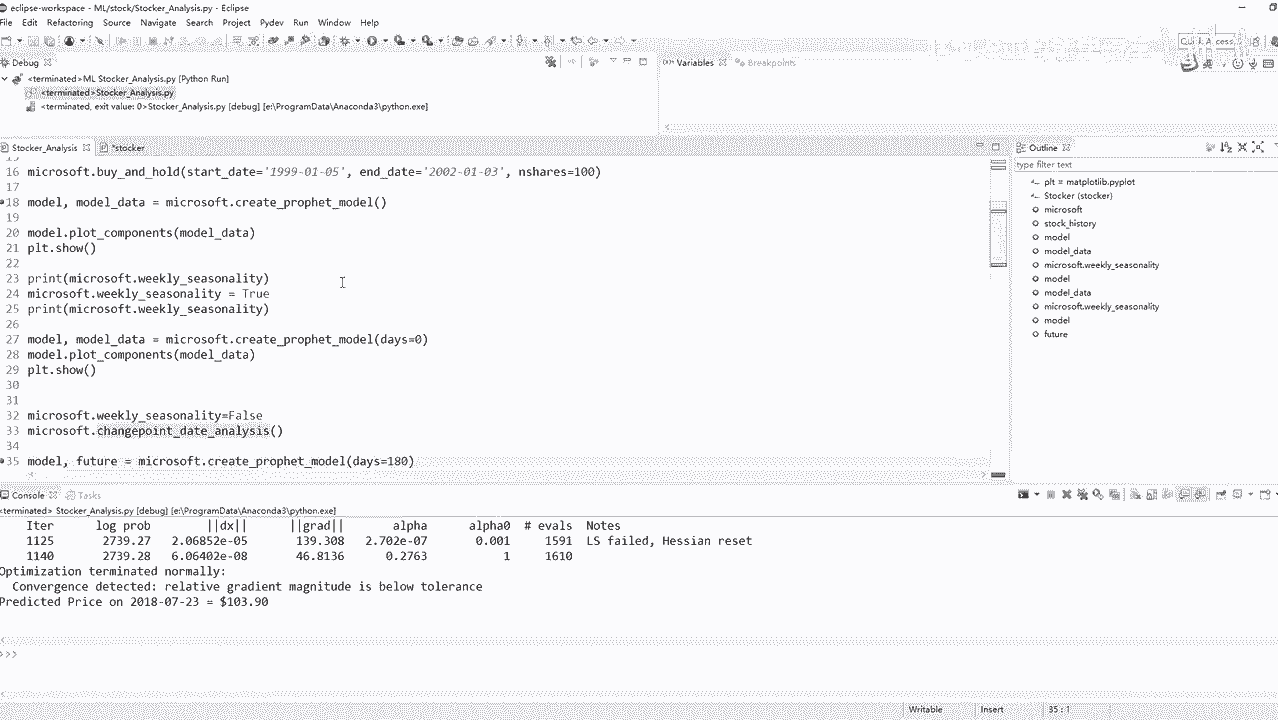 eclipse-workspace - ML/stock/Stocker_Analysis.py - Eclipse
File Edit Refactoring Source Navigate Search Project Pydev Run Window Help
Debug
<terminated>ML Stocker_Analysis.py [Python Run]
<terminated>Stocker_Analysis.py
<terminated, exit value: 0>Stocker_Analysis.py [debug] [e:\ProgramData\Anaconda3\python.exe]
Variables Breakpoints
Stocker_Analysis *stocker
15
16 microsoft.buy_and_hold(start_date='1999-01-05', end_date='2002-01-03', nshares=100)
17
18 model, model_data = microsoft.create_prophet_model()
19
20 model.plot_components(model_data)
21 plt.show()
22
23 print(microsoft.weekly_seasonality)
24 microsoft.weekly_seasonality = True
25 print(microsoft.weekly_seasonality)
26
27 model, model_data = microsoft.create_prophet_model(days=0)
28 model.plot_components(model_data)
29 plt.show()
30
31
32 microsoft.weekly_seasonality=False
33 microsoft.changepoint_date_analysis()
34
35 model, future = microsoft.create_prophet_model(days=180)
Outline
type filter text
plt = matplotlib.pyplot
Stocker (stocker)
microsoft
stock_history
model
model_data
microsoft.weekly_seasonality
model
model_data
microsoft.weekly_seasonality
model
future
Console Tasks
<terminated> Stocker_Analysis.py [debug] [e:\ProgramData\Anaconda3\python.exe]
Iter log prob ||dx|| ||grad|| alpha alpha0 # evals Notes
1125 2739.27 2.06852e-05 139.308 2.702e-07 0.001 1591 LS failed, Hessian reset
1140 2739.28 6.06402e-08 46.8136 0.2763 1 1610
Optimization terminated normally:
Convergence detected: relative gradient magnitude is below tolerance
Predicted Price on 2018-07-23 = $103.90
>>>
Writable Insert 35 : 1